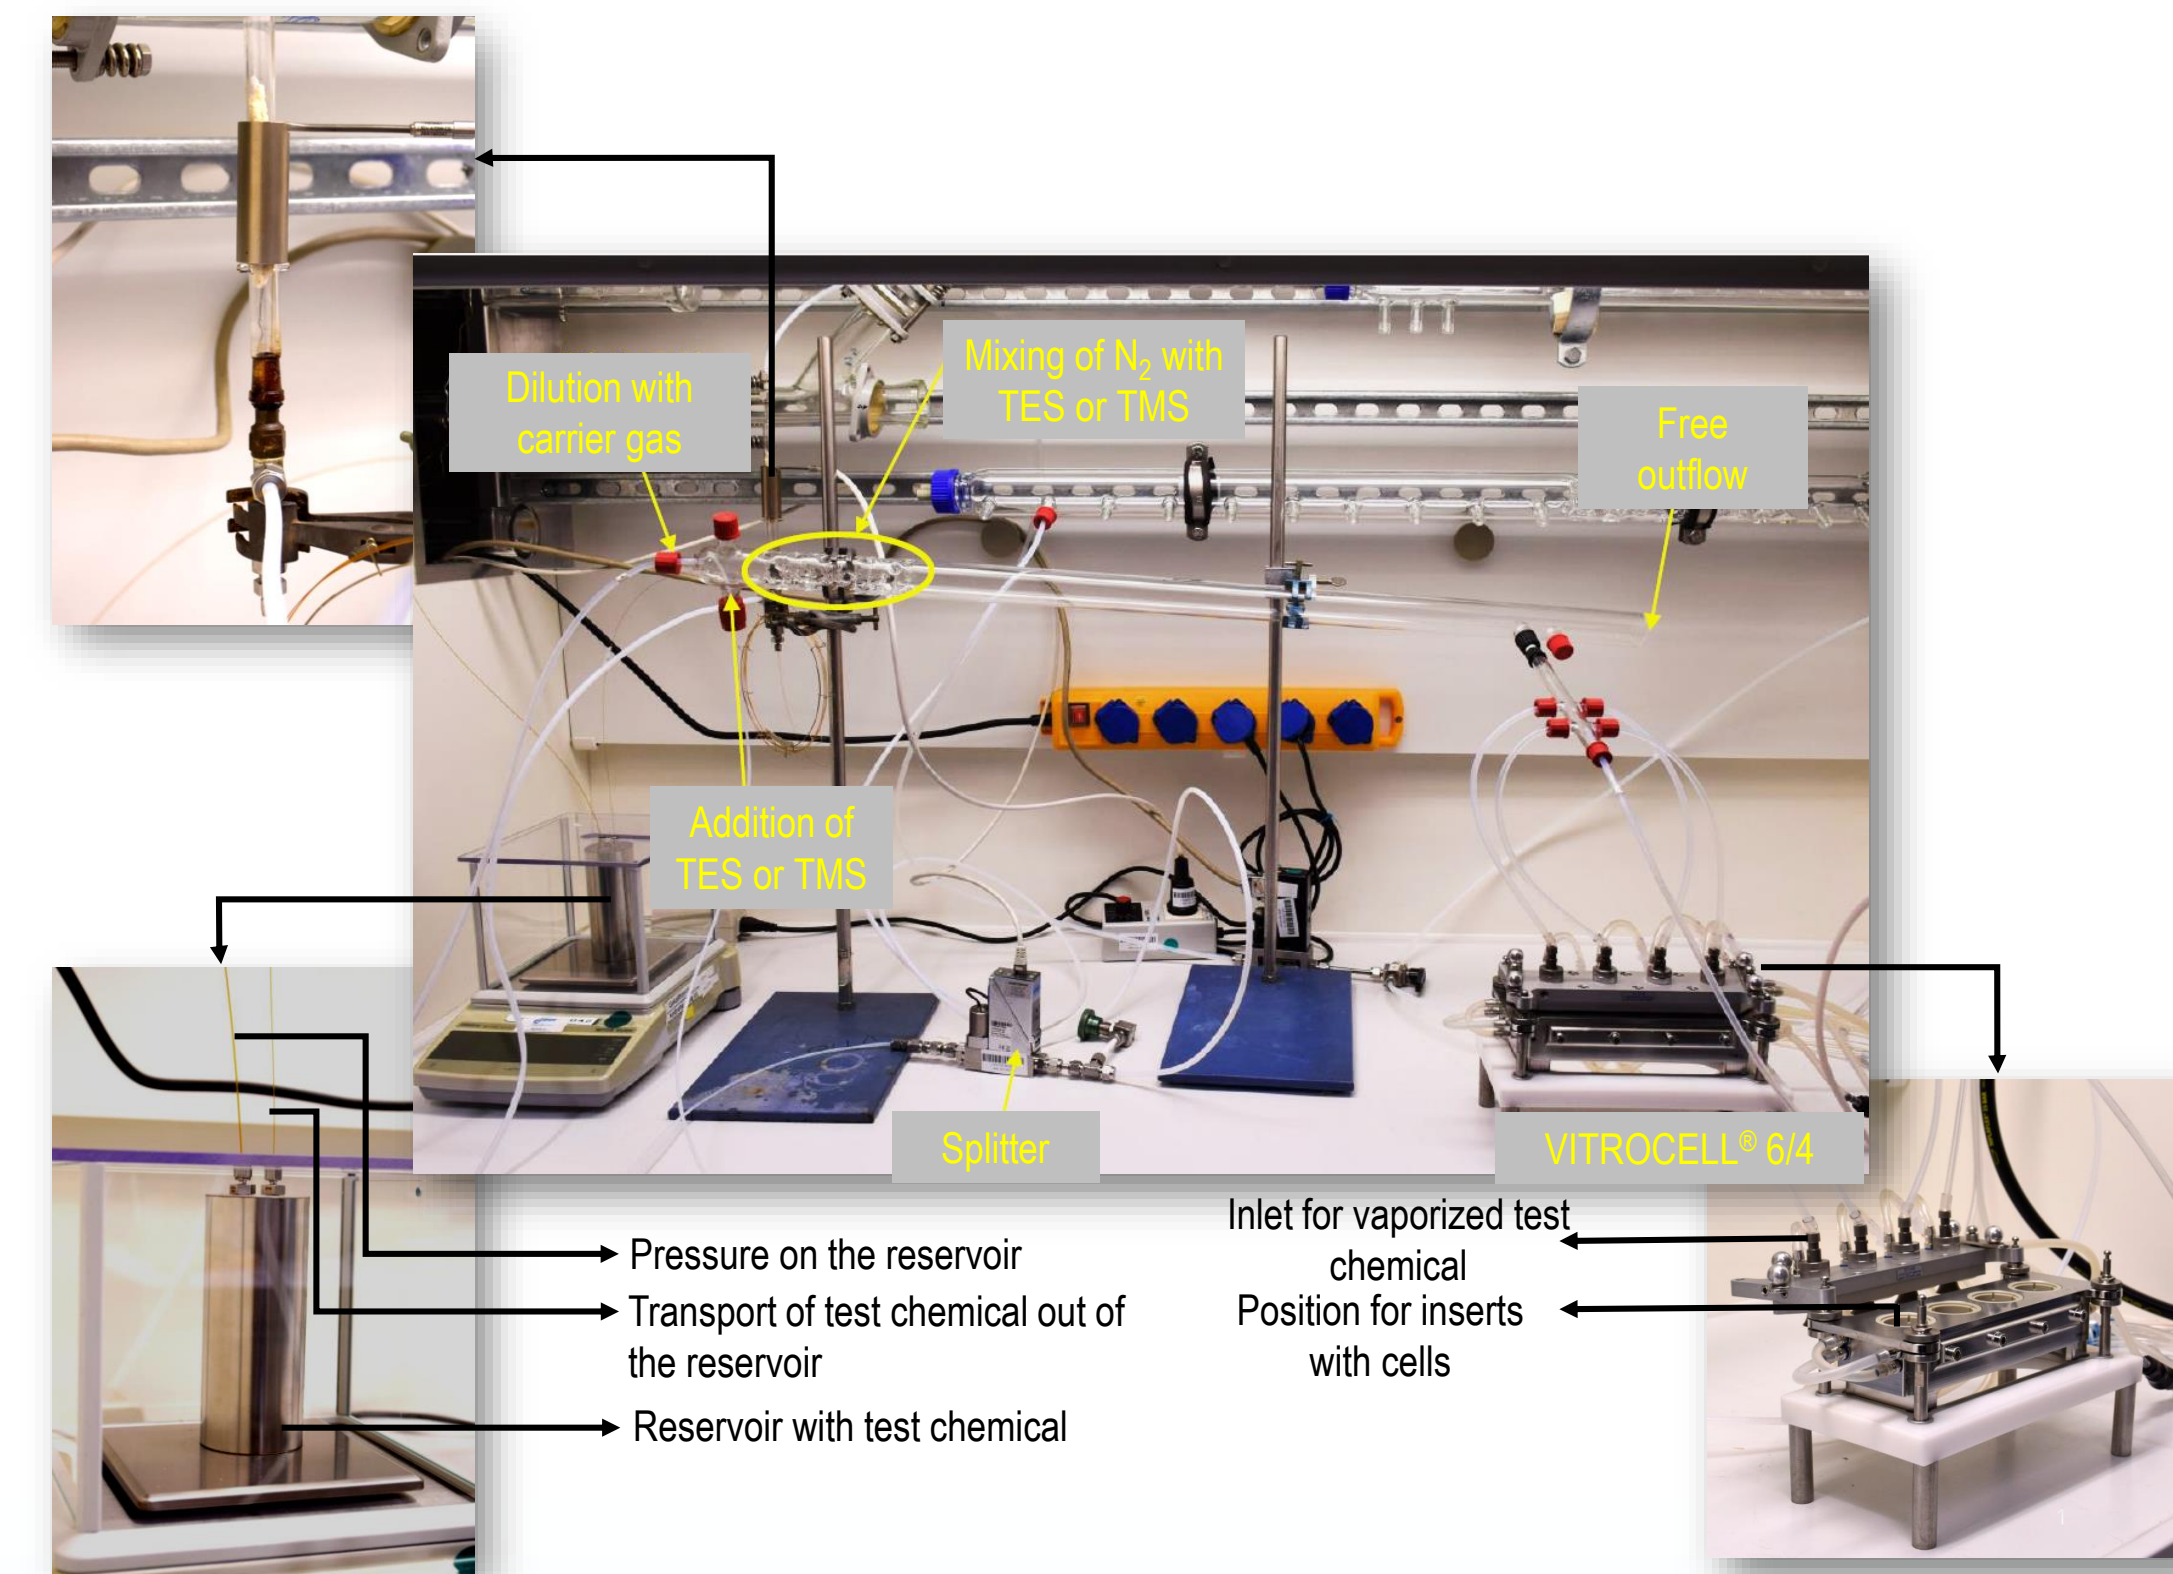 Dilution with
carrier gas
Mixing of N₂ with
TES or TMS
Free
outflow
Addition of
TES or TMS
Splitter
VITROCELL® 6/4
Pressure on the reservoir
Transport of test chemical out of
the reservoir
Reservoir with test chemical
Inlet for vaporized test
chemical
Position for inserts
with cells
1